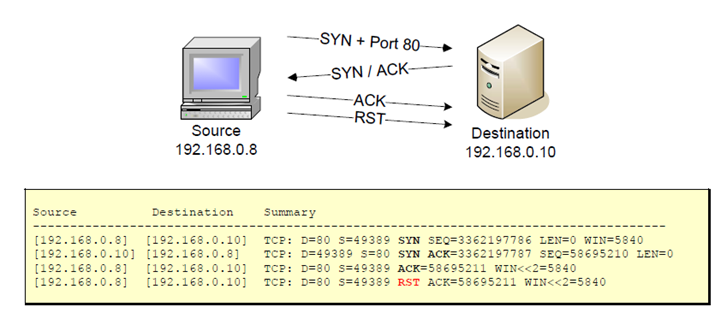 SYN + Port 80
SYN / ACK
ACK
RST
Source
192.168.0.8
Destination
192.168.0.10
Source Destination Summary
--------------------------------------------------------------------------------
[192.168.0.8] [192.168.0.10] TCP: D=80 S=49389 SYN SEQ=3362197786 LEN=0 WIN=5840
[192.168.0.10] [192.168.0.8] TCP: D=49389 S=80 SYN ACK=3362197787 SEQ=58695210 LEN=0
[192.168.0.8] [192.168.0.10] TCP: D=80 S=49389 ACK=58695211 WIN<<2=5840
[192.168.0.8] [192.168.0.10] TCP: D=80 S=49389 RST ACK=58695211 WIN<<2=5840